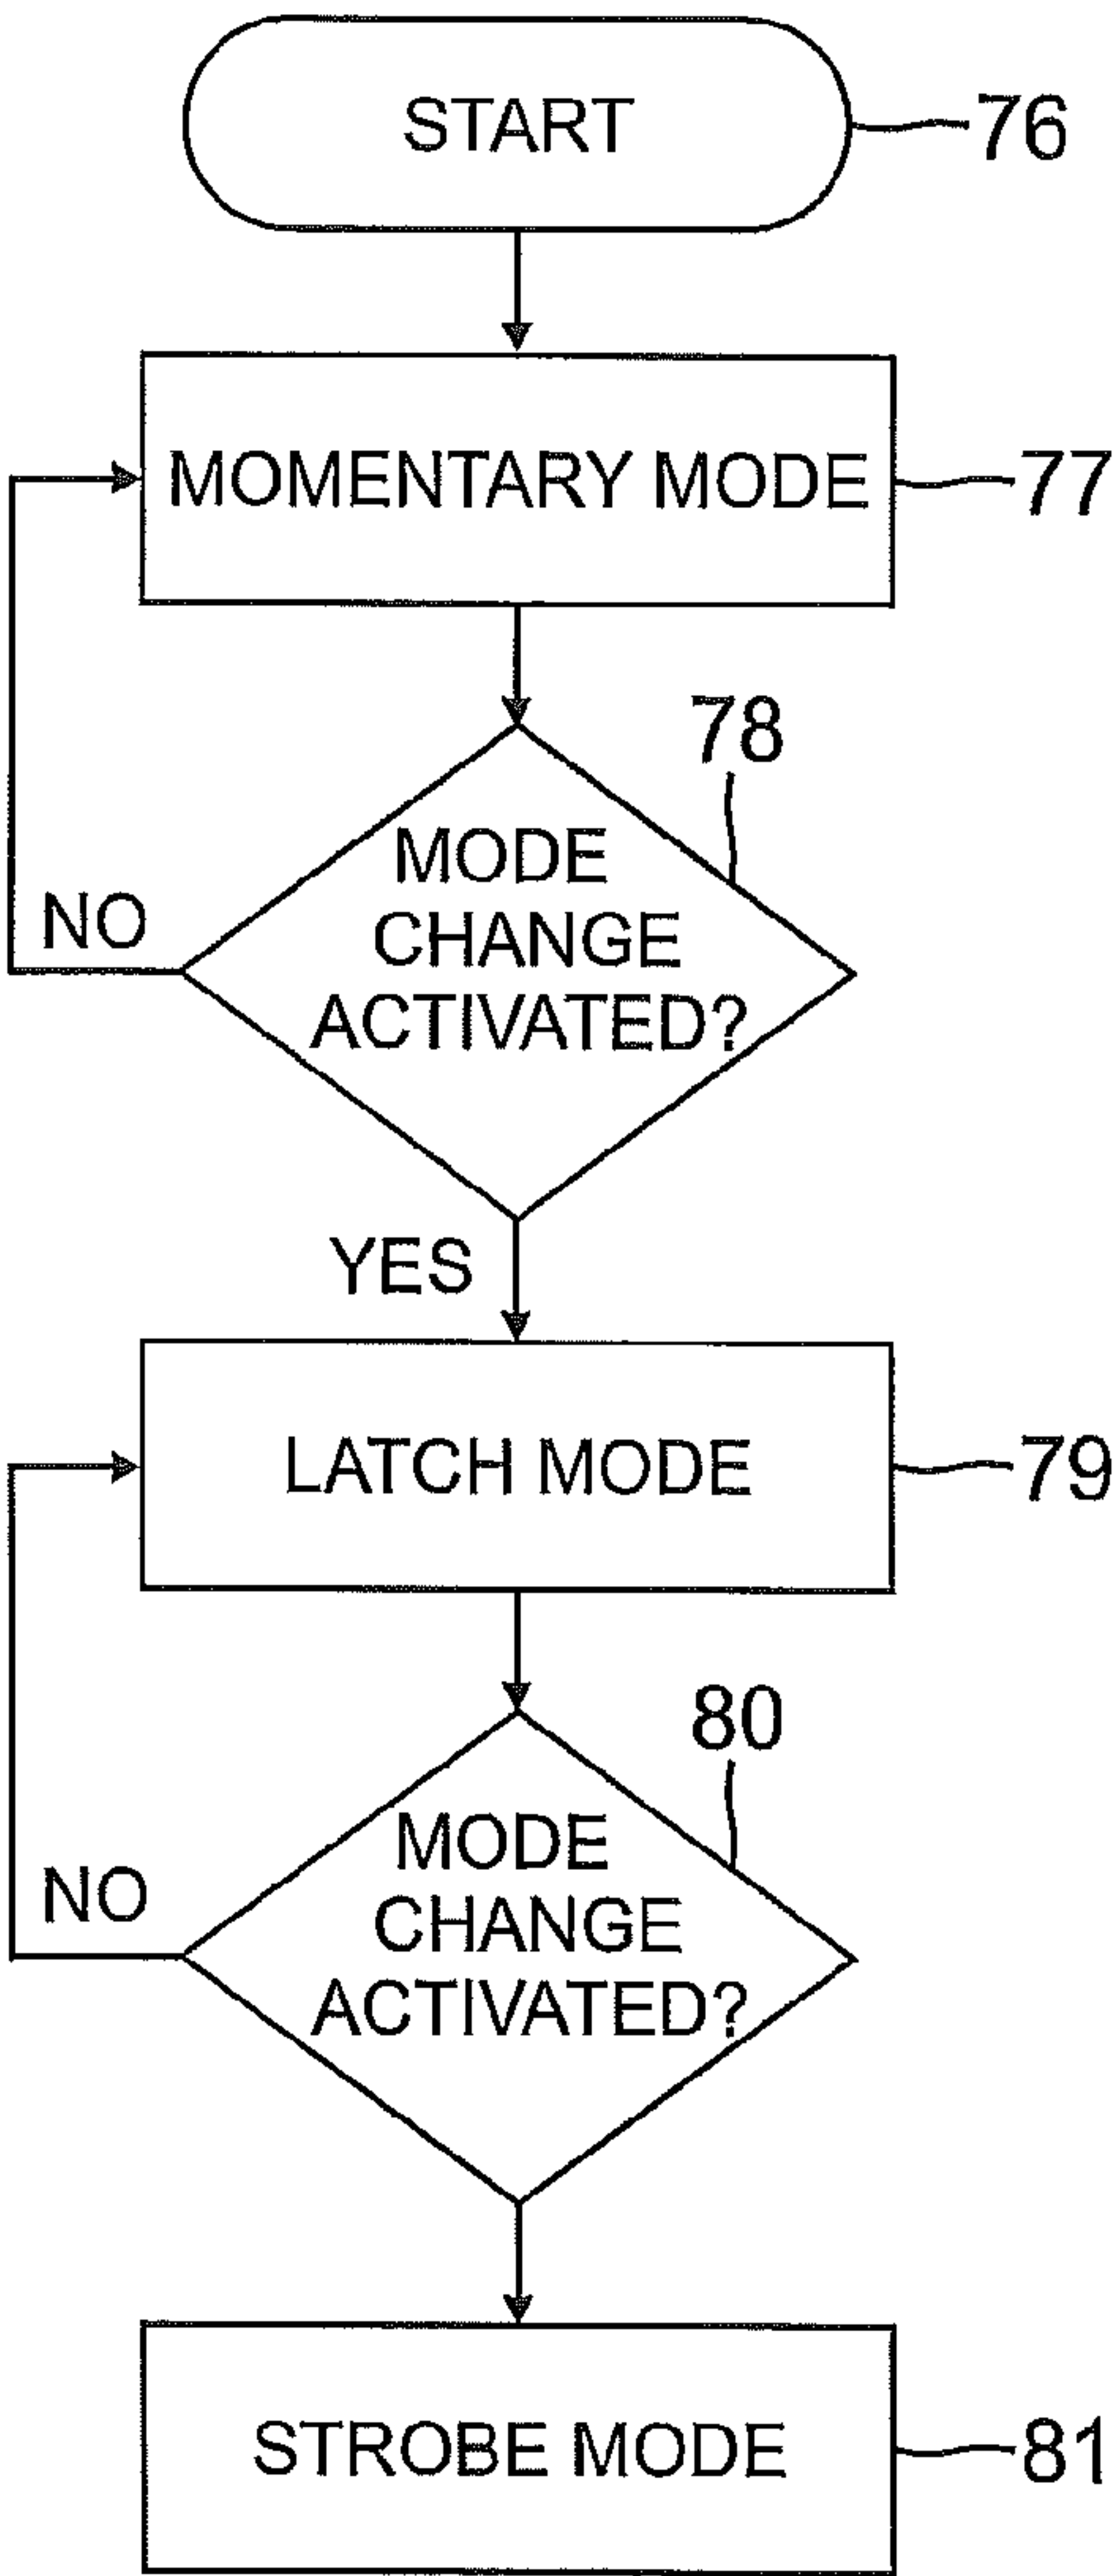 START
76
MOMENTARY MODE
77
78
MODE
CHANGE
ACTIVATED?
NO
YES
LATCH MODE
79
80
MODE
CHANGE
ACTIVATED?
NO
STROBE MODE
81